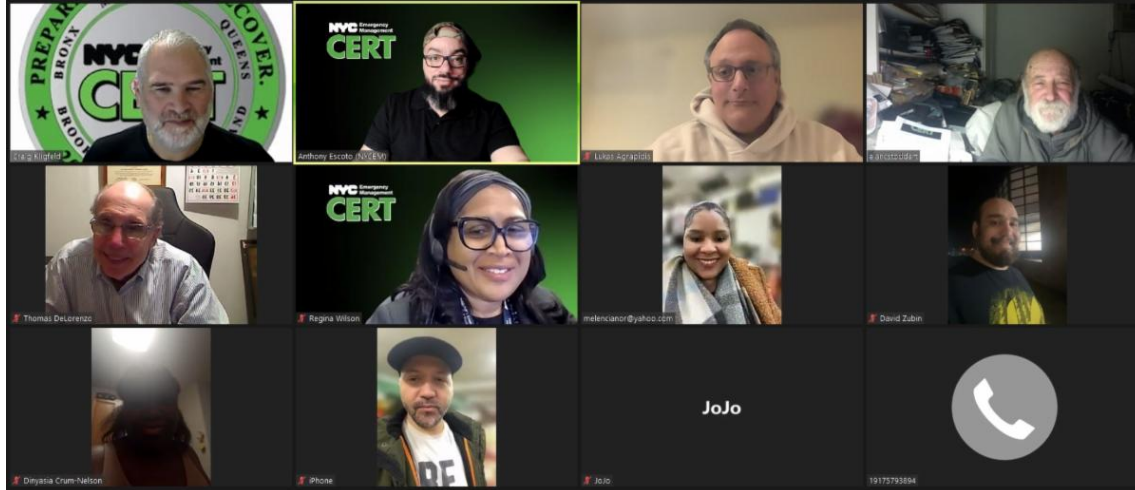 PREPARE. RECOVER.
BRONX
QUEENS
NYC
CERT
Craig Kligfeld
NYC Emergency
Management
CERT
Anthony Escoto (NYCEM)
Lukas Agrapidis
Thomas DeLorenzo
NYC Emergency
Management
CERT
Regina Wilson
melencianor@yahoo.com
David Zubin
Dinyasia Crum-Nelson
iPhone
JoJo
JoJo
19175793894